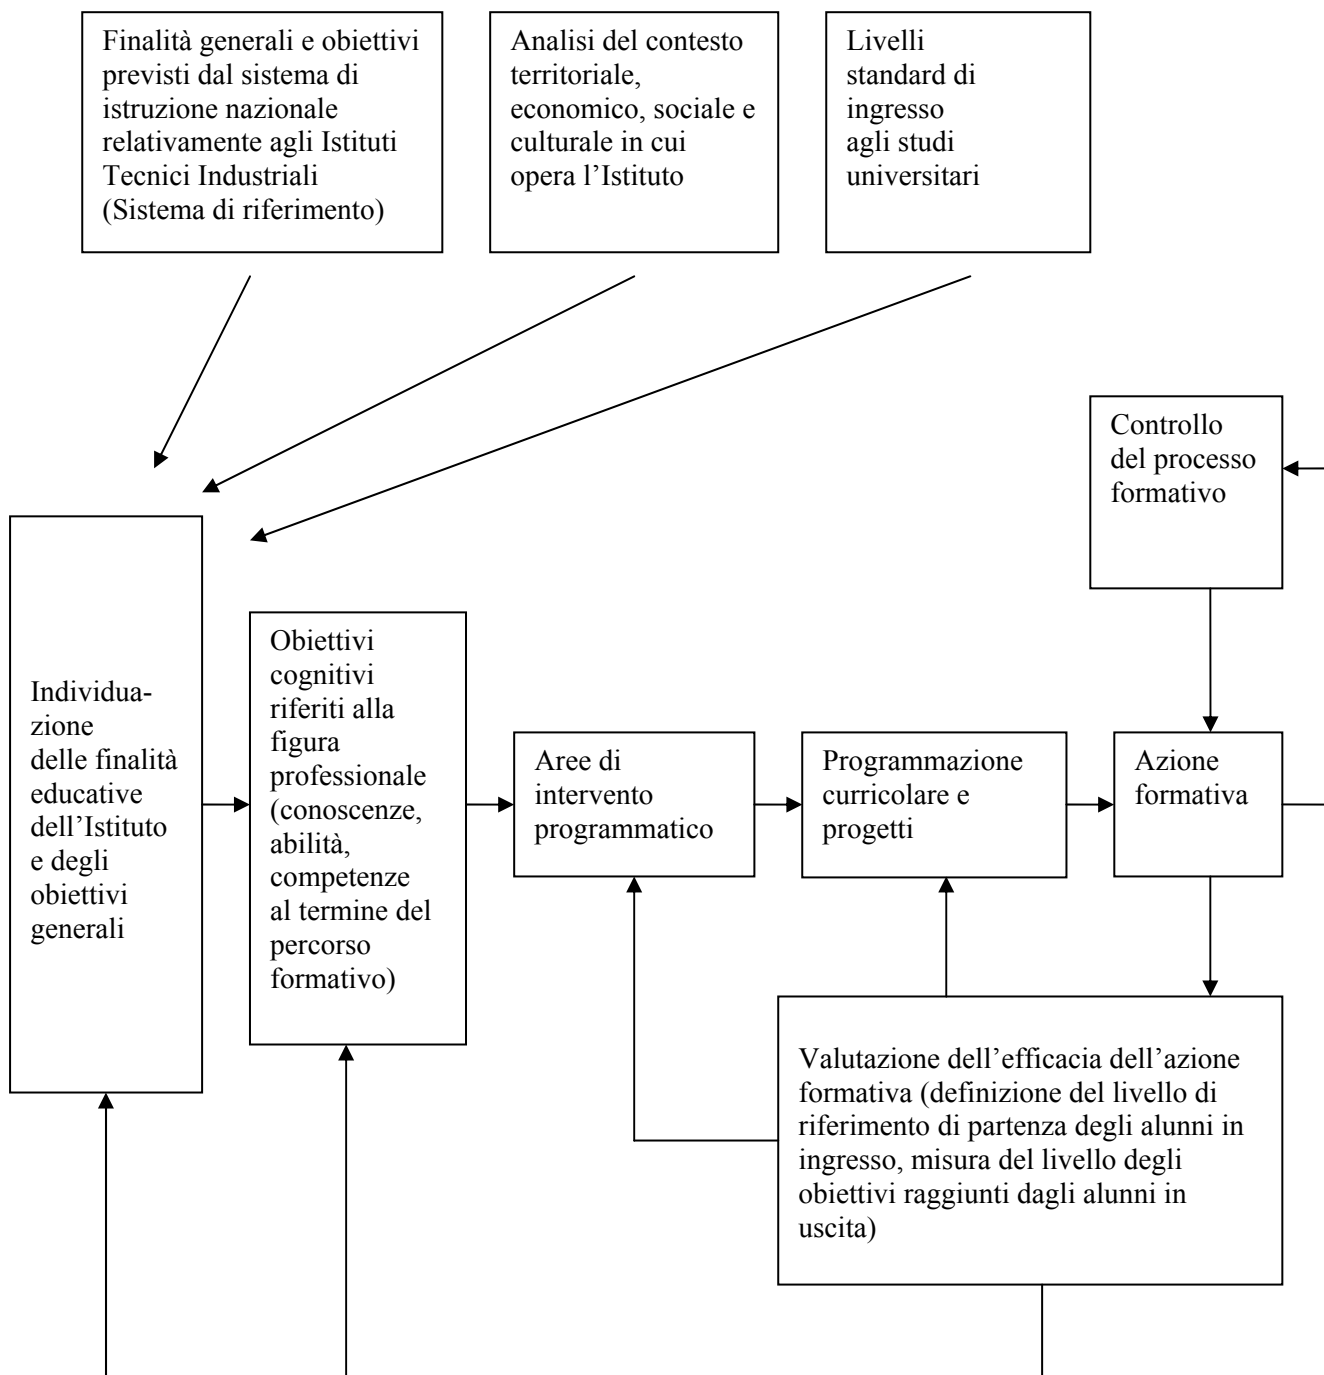 Finalità generali e obiettivi
previsti dal sistema di
istruzione nazionale
relativamente agli Istituti
Tecnici Industriali
(Sistema di riferimento)
Analisi del contesto
territoriale,
economico, sociale e
culturale in cui
opera l’Istituto
Livelli
standard di
ingresso
agli studi
universitari
Controllo
del processo
formativo
Individua-
zione
delle finalità
educative
dell’Istituto
e degli
obiettivi
generali
Obiettivi
cognitivi
riferiti alla
figura
professionale
(conoscenze,
abilità,
competenze
al termine del
percorso
formativo)
Aree di
intervento
programmatico
Programmazione
curricolare e
progetti
Azione
formativa
Valutazione dell’efficacia dell’azione
formativa (definizione del livello di
riferimento di partenza degli alunni in
ingresso, misura del livello degli
obiettivi raggiunti dagli alunni in
uscita)